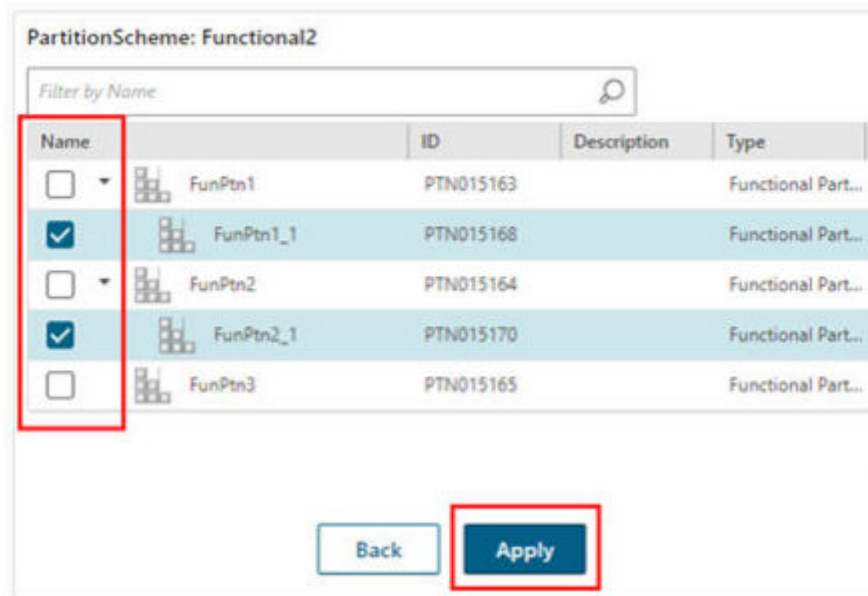 PartitionScheme: Functional2
Filter by Name
Name ID Description Type
FunPtn1 PTN015163 Functional Part...
FunPtn1_1 PTN015168 Functional Part...
FunPtn2 PTN015164 Functional Part...
FunPtn2_1 PTN015170 Functional Part...
FunPtn3 PTN015165 Functional Part...
Back Apply